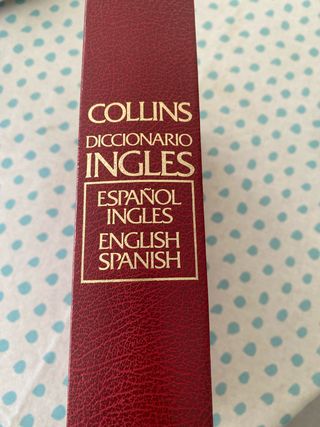 COLLINS
DICCIONARIO
INGLES
ESPAÑOL
INGLES
ENGLISH
SPANISH